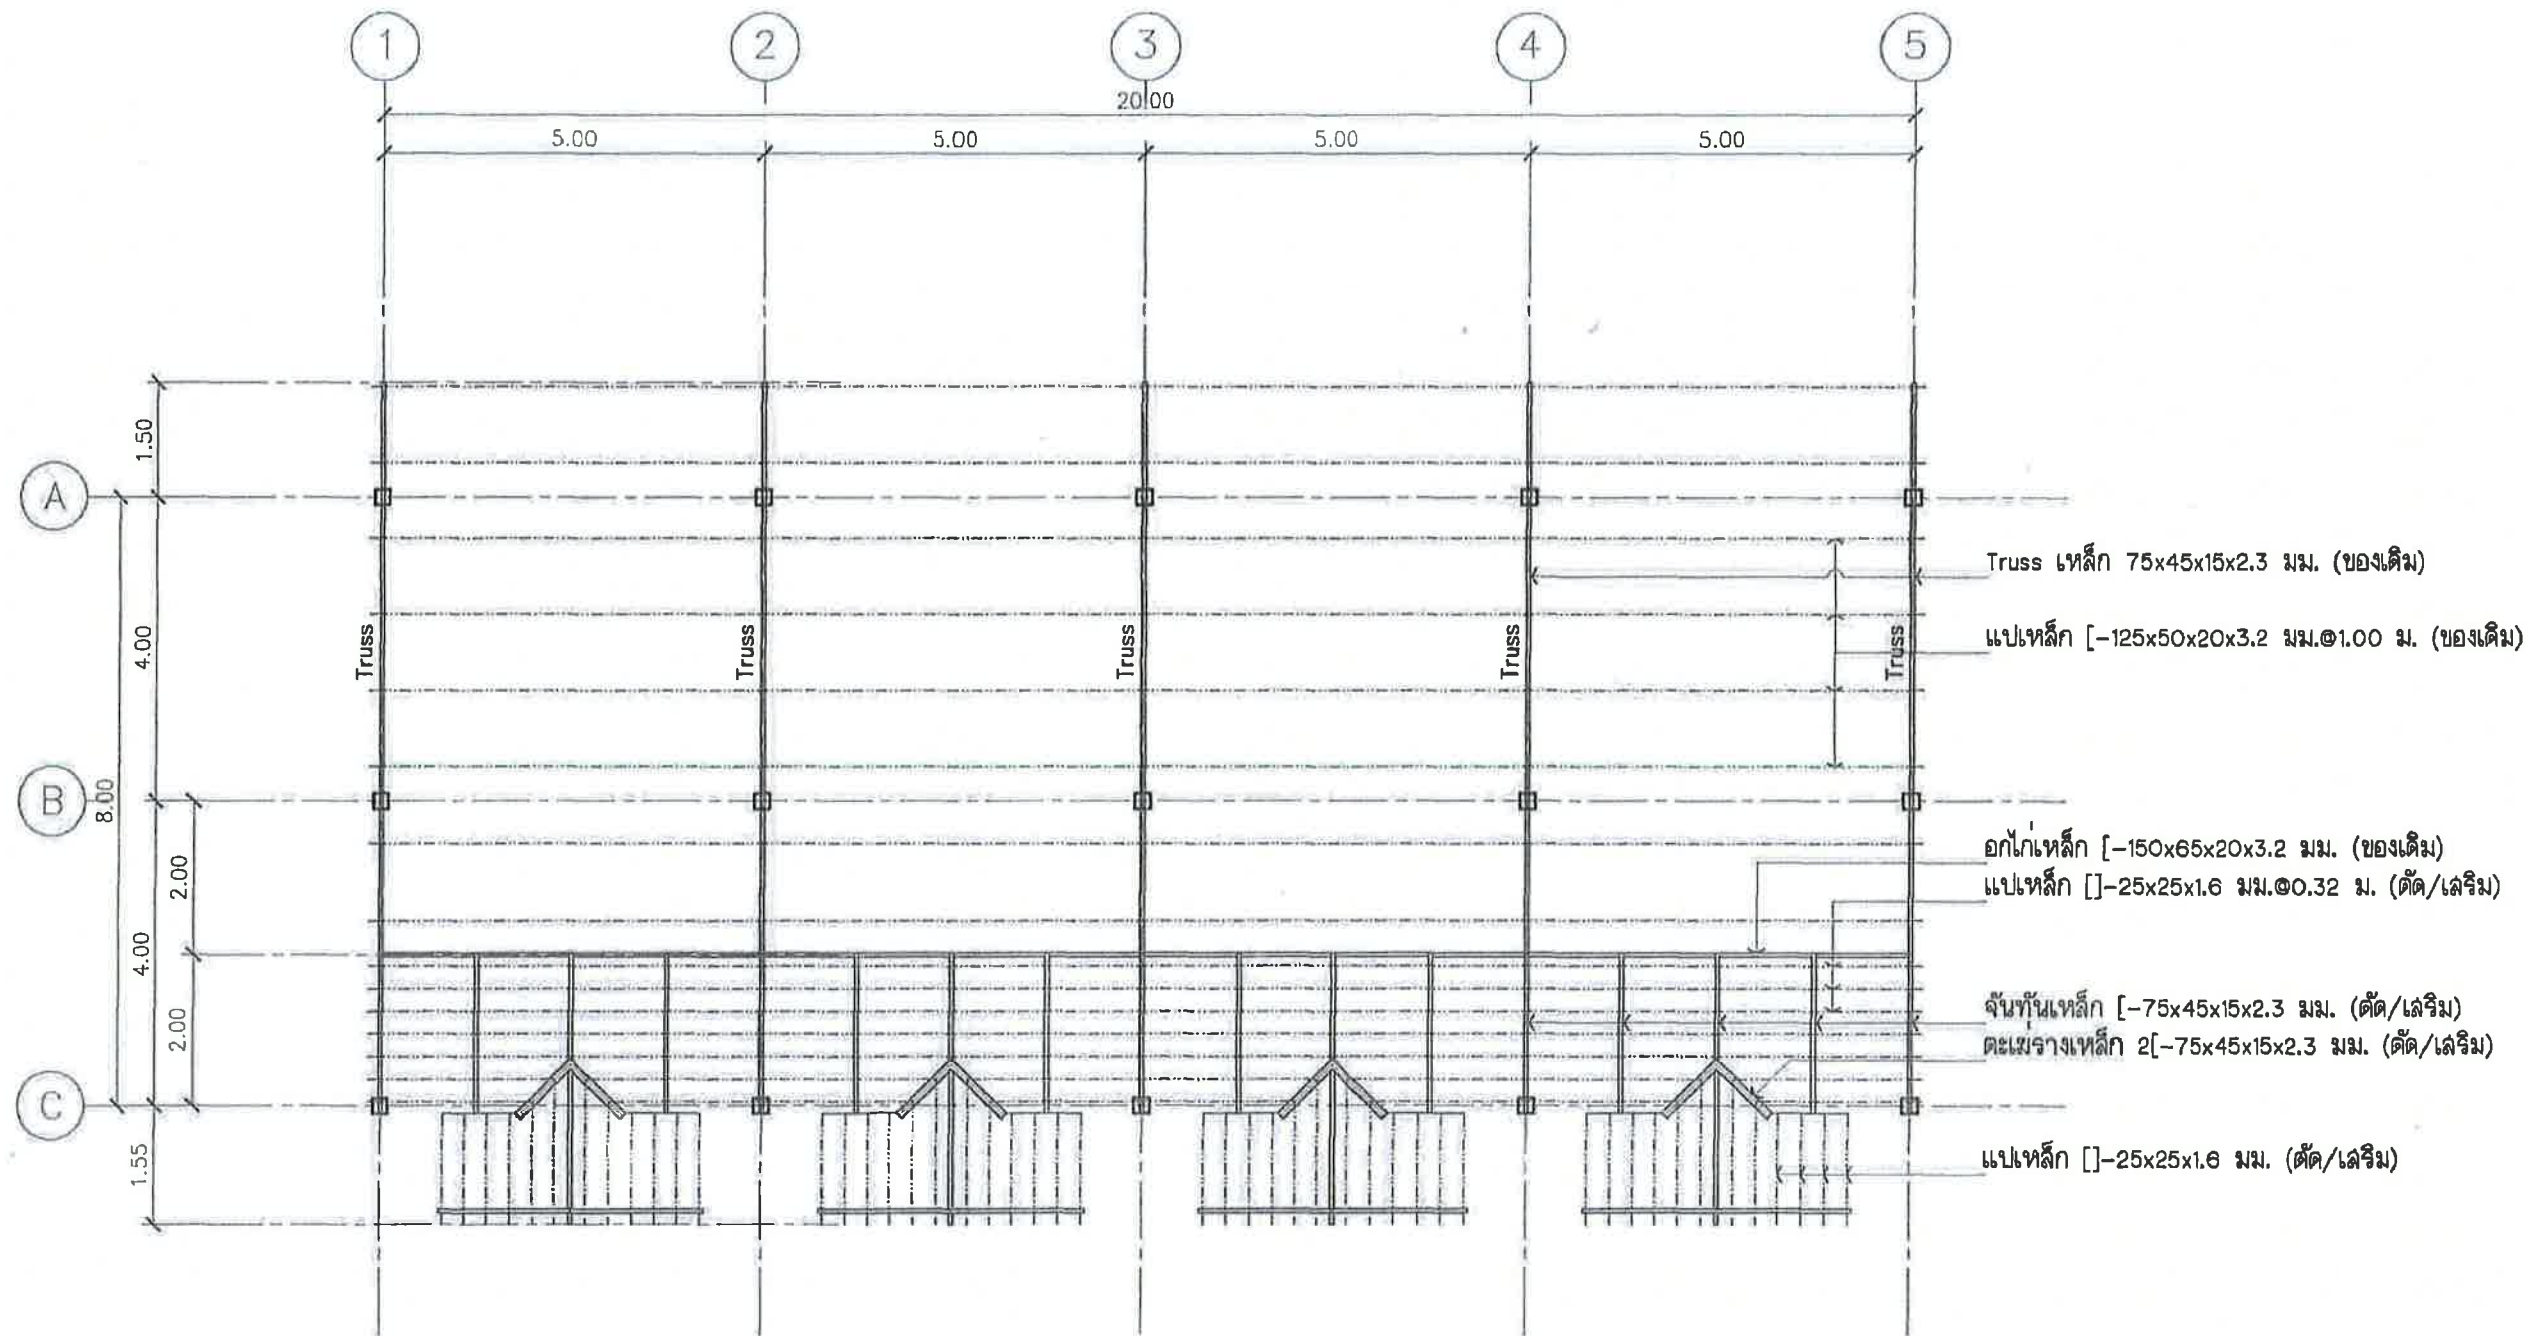 1 2 3 4 5
20.00
5.00 5.00 5.00 5.00
1.50
A
4.00
8.00
B
2.00
4.00
2.00
C
1.55
Truss Truss Truss Truss Truss
Truss เหล็ก 75x45x15x2.3 มม. (ของเดิม)
แปเหล็ก [-125x50x20x3.2 มม.@1.00 ม. (ของเดิม)
อกไก่เหล็ก [-150x65x20x3.2 มม. (ของเดิม)
แปเหล็ก []-25x25x1.6 มม.@0.32 ม. (ตัด/เสริม)
จันทันเหล็ก [-75x45x15x2.3 มม. (ตัด/เสริม)
ตะเฆ่รางเหล็ก 2[-75x45x15x2.3 มม. (ตัด/เสริม)
แปเหล็ก []-25x25x1.6 มม. (ตัด/เสริม)